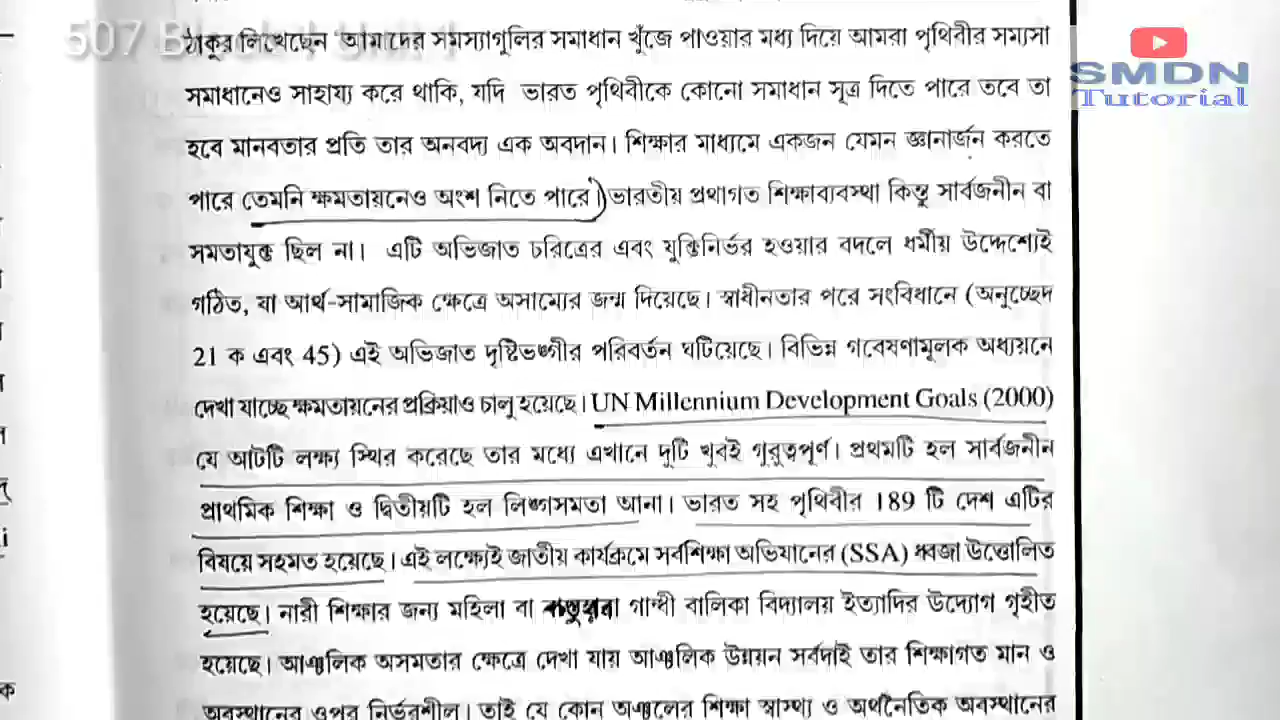 507 B
SMDN
Tutorial
ঠাকুর লিখেছেন 'আমাদের সমস্যাগুলির সমাধান খুঁজে পাওয়ার মধ্য দিয়ে আমরা পৃথিবীর সমস্যা
সমাধানেও সাহায্য করে থাকি, যদি ভারত পৃথিবীকে কোনো সমাধান সূত্র দিতে পারে তবে তা
হবে মানবতার প্রতি তার অনবদ্য এক অবদান। শিক্ষার মাধ্যমে একজন যেমন জ্ঞানার্জন করতে
পারে তেমনি ক্ষমতায়নেও অংশ নিতে পারে') ভারতীয় প্রথাগত শিক্ষাব্যবস্থা কিন্তু সার্বজনীন বা
সমতাযুক্ত ছিল না। এটি অভিজাত চরিত্রের এবং যুক্তিনির্ভর হওয়ার বদলে ধর্মীয় উদ্দেশ্যেই
গঠিত, যা আর্থ-সামাজিক ক্ষেত্রে অসাম্যের জন্ম দিয়েছে। স্বাধীনতার পরে সংবিধানে (অনুচ্ছেদ
21 ক এবং 45) এই অভিজাত দৃষ্টিভঙ্গীর পরিবর্তন ঘটিয়েছে। বিভিন্ন গবেষণামূলক অধ্যয়নে
দেখা যাচ্ছে ক্ষমতায়নের প্রক্রিয়াও চালু হয়েছে। UN Millennium Development Goals (2000)
যে আটটি লক্ষ্য স্থির করেছে তার মধ্যে এখানে দুটি খুবই গুরুত্বপূর্ণ। প্রথমটি হল সার্বজনীন
প্রাথমিক শিক্ষা ও দ্বিতীয়টি হল লিঙ্গসমতা আনা। ভারত সহ পৃথিবীর 189 টি দেশ এটির
বিষয়ে সহমত হয়েছে। এই লক্ষ্যেই জাতীয় কার্যক্রমে সর্বশিক্ষা অভিযানের (SSA) ধ্বজা উত্তোলিত
হয়েছে। নারী শিক্ষার জন্য মহিলা বা গান্ধী বালিকা বিদ্যালয় ইত্যাদির উদ্যোগ গৃহীত
হয়েছে। আঞ্চলিক অসমতার ক্ষেত্রে দেখা যায় আঞ্চলিক উন্নয়ন সর্বদাই তার শিক্ষাগত মান ও
অবস্থানের ওপর নির্ভরশীল। তাই যে কোন অঞ্চলের শিক্ষা স্বাস্থ্য ও অর্থনৈতিক অবস্থানের